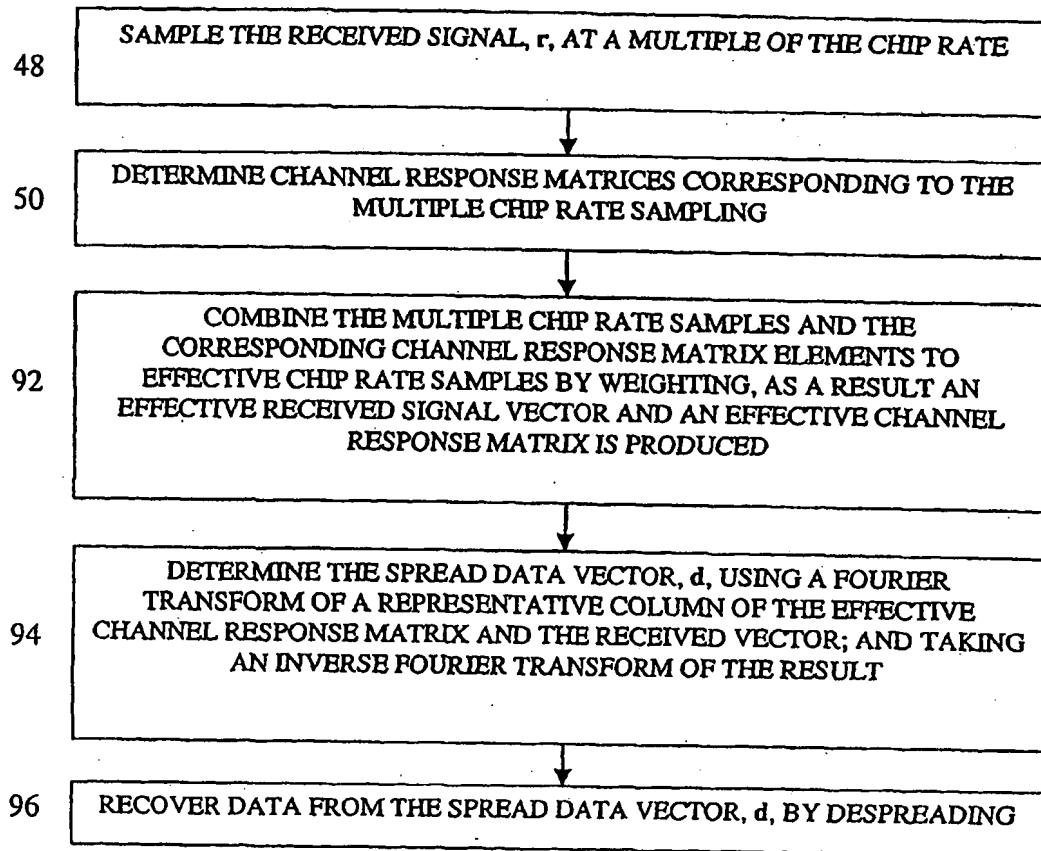 48
SAMPLE THE RECEIVED SIGNAL, r, AT A MULTIPLE OF THE CHIP RATE
50
DETERMINE CHANNEL RESPONSE MATRICES CORRESPONDING TO THE
MULTIPLE CHIP RATE SAMPLING
92
COMBINE THE MULTIPLE CHIP RATE SAMPLES AND THE
CORRESPONDING CHANNEL RESPONSE MATRIX ELEMENTS TO
EFFECTIVE CHIP RATE SAMPLES BY WEIGHTING, AS A RESULT AN
EFFECTIVE RECEIVED SIGNAL VECTOR AND AN EFFECTIVE CHANNEL
RESPONSE MATRIX IS PRODUCED
94
DETERMINE THE SPREAD DATA VECTOR, d, USING A FOURIER
TRANSFORM OF A REPRESENTATIVE COLUMN OF THE EFFECTIVE
CHANNEL RESPONSE MATRIX AND THE RECEIVED VECTOR; AND TAKING
AN INVERSE FOURIER TRANSFORM OF THE RESULT
96
RECOVER DATA FROM THE SPREAD DATA VECTOR, d, BY DESPREADING